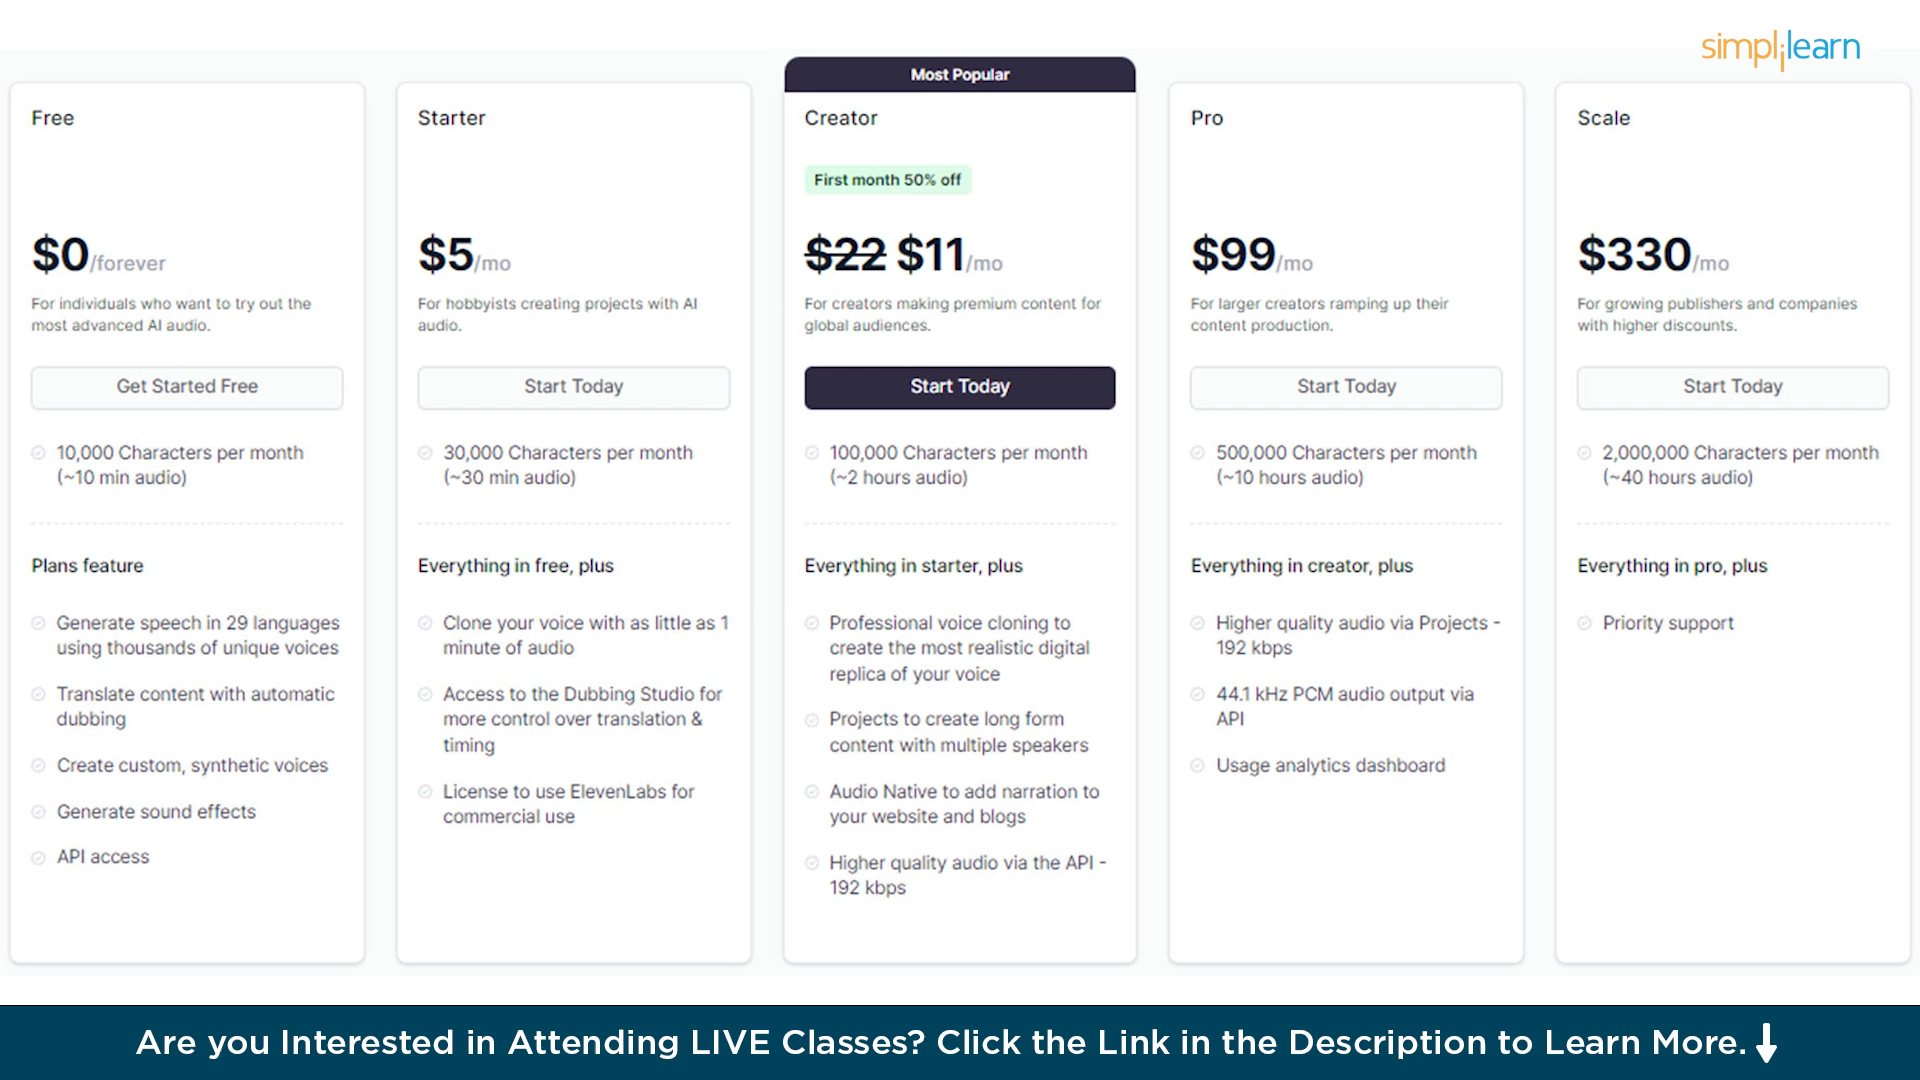 simplilearn
Free
$0/forever
For individuals who want to try out the
most advanced AI audio.
Get Started Free
10,000 Characters per month
(~10 min audio)
Plans feature
Generate speech in 29 languages
using thousands of unique voices
Translate content with automatic
dubbing
Create custom, synthetic voices
Generate sound effects
API access
Starter
$5/mo
For hobbyists creating projects with AI
audio.
Start Today
30,000 Characters per month
(~30 min audio)
Everything in free, plus
Clone your voice with as little as 1
minute of audio
Access to the Dubbing Studio for
more control over translation &
timing
License to use ElevenLabs for
commercial use
Most Popular
Creator
First month 50% off
$22 $11/mo
For creators making premium content for
global audiences.
Start Today
100,000 Characters per month
(~2 hours audio)
Everything in starter, plus
Professional voice cloning to
create the most realistic digital
replica of your voice
Projects to create long form
content with multiple speakers
Audio Native to add narration to
your website and blogs
Higher quality audio via the API -
192 kbps
Pro
$99/mo
For larger creators ramping up their
content production.
Start Today
500,000 Characters per month
(~10 hours audio)
Everything in creator, plus
Higher quality audio via Projects -
192 kbps
44.1 kHz PCM audio output via
API
Usage analytics dashboard
Scale
$330/mo
For growing publishers and companies
with higher discounts.
Start Today
2,000,000 Characters per month
(~40 hours audio)
Everything in pro, plus
Priority support
Are you Interested in Attending LIVE Classes? Click the Link in the Description to Learn More.